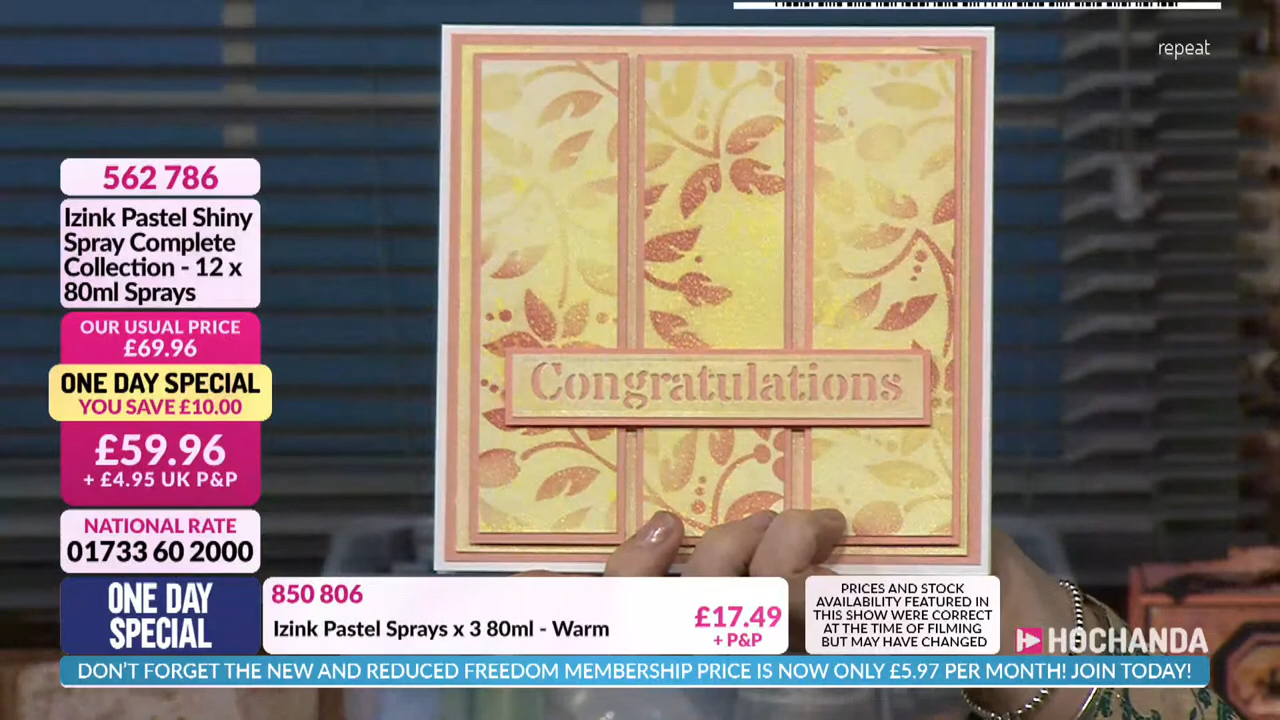 repeat
562 786
Izink Pastel Shiny
Spray Complete
Collection - 12 x
80ml Sprays
OUR USUAL PRICE
£69.96
ONE DAY SPECIAL
YOU SAVE £10.00
£59.96
+ £4.95 UK P&P
NATIONAL RATE
01733 60 2000
Congratulations
ONE DAY
SPECIAL
850 806
Izink Pastel Sprays x 3 80ml - Warm
£17.49
+ P&P
PRICES AND STOCK
AVAILABILITY FEATURED IN
THIS SHOW WERE CORRECT
AT THE TIME OF FILMING
BUT MAY HAVE CHANGED
HOCHANDA
DON'T FORGET THE NEW AND REDUCED FREEDOM MEMBERSHIP PRICE IS NOW ONLY £5.97 PER MONTH! JOIN TODAY!